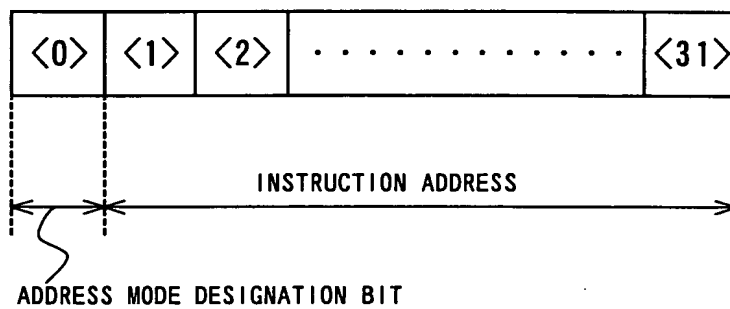 <0> <1> <2> ............. <31>
INSTRUCTION ADDRESS
ADDRESS MODE DESIGNATION BIT